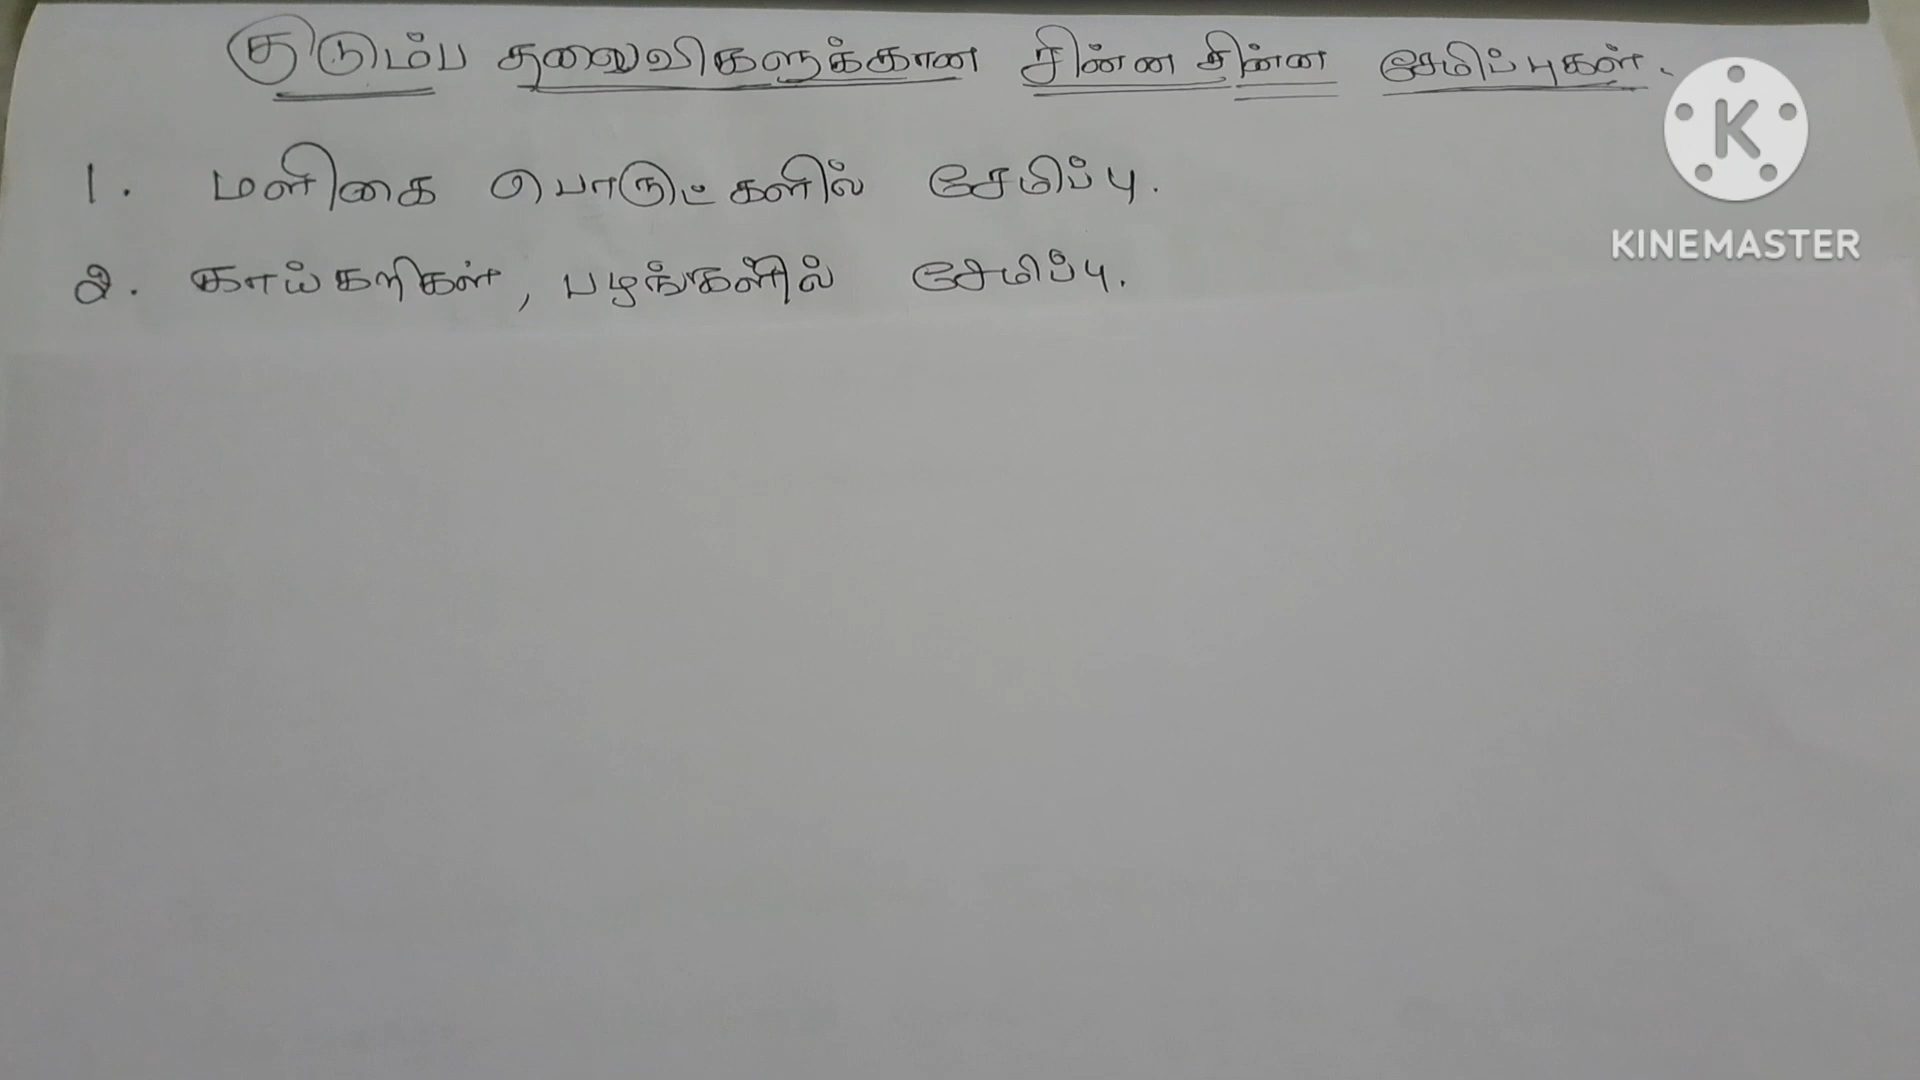 குடும்ப தலைவிகளுக்கான சின்ன சின்ன சேமிப்புகள்.
1. மளிகை பொருட்களில் சேமிப்பு.
2. காய்கறிகள், பழங்களில் சேமிப்பு.
K
KINEMASTER